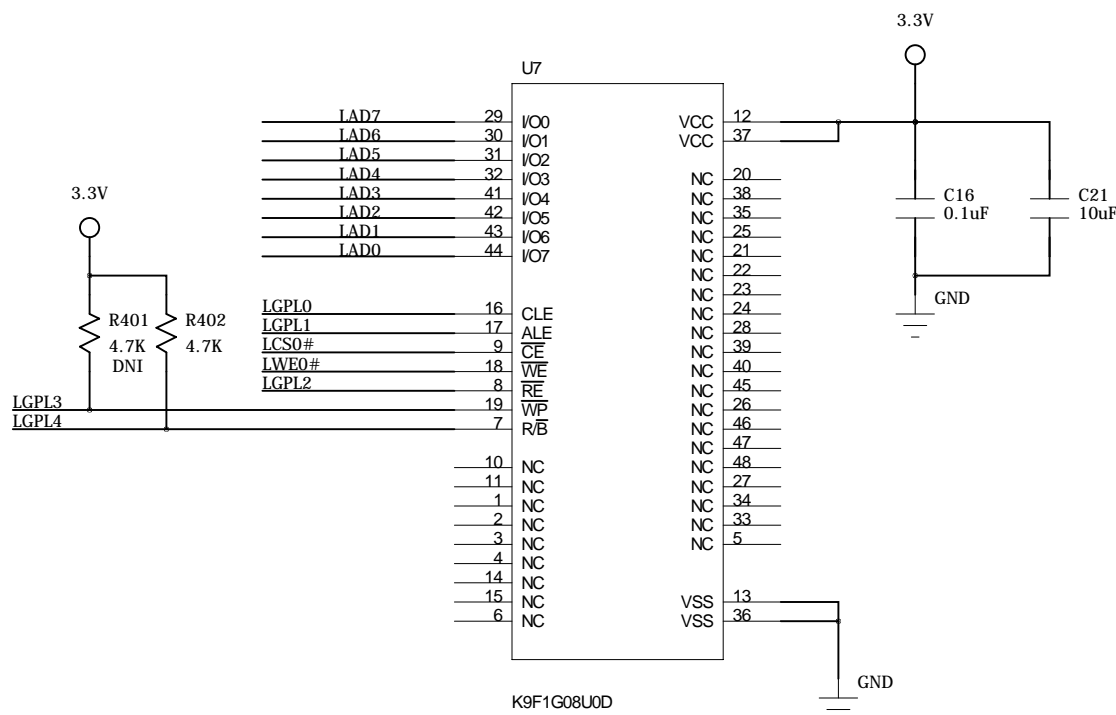 3.3V
U7
LAD7 29 I/O0 VCC 12
LAD6 30 I/O1 VCC 37
LAD5 31 I/O2
LAD4 32 I/O3 NC 20
LAD3 41 I/O4 NC 38
LAD2 42 I/O5 NC 35
LAD1 43 I/O6 NC 25
LAD0 44 I/O7 NC 21
NC 22
NC 23
LGPL0 16 CLE NC 24
LGPL1 17 ALE NC 28
LCS0# 9 CE NC 39
LWE0# 18 WE NC 40
LGPL2 8 RE NC 45
LGPL3 19 WP NC 26
LGPL4 7 R/B NC 46
NC 47
10 NC NC 48
11 NC NC 27
1 NC NC 34
2 NC NC 33
3 NC NC 5
4 NC
14 NC
15 NC VSS 13
6 NC VSS 36
K9F1G08U0D
3.3V
R401
4.7K
DNI
R402
4.7K
C16
0.1uF
C21
10uF
GND
GND